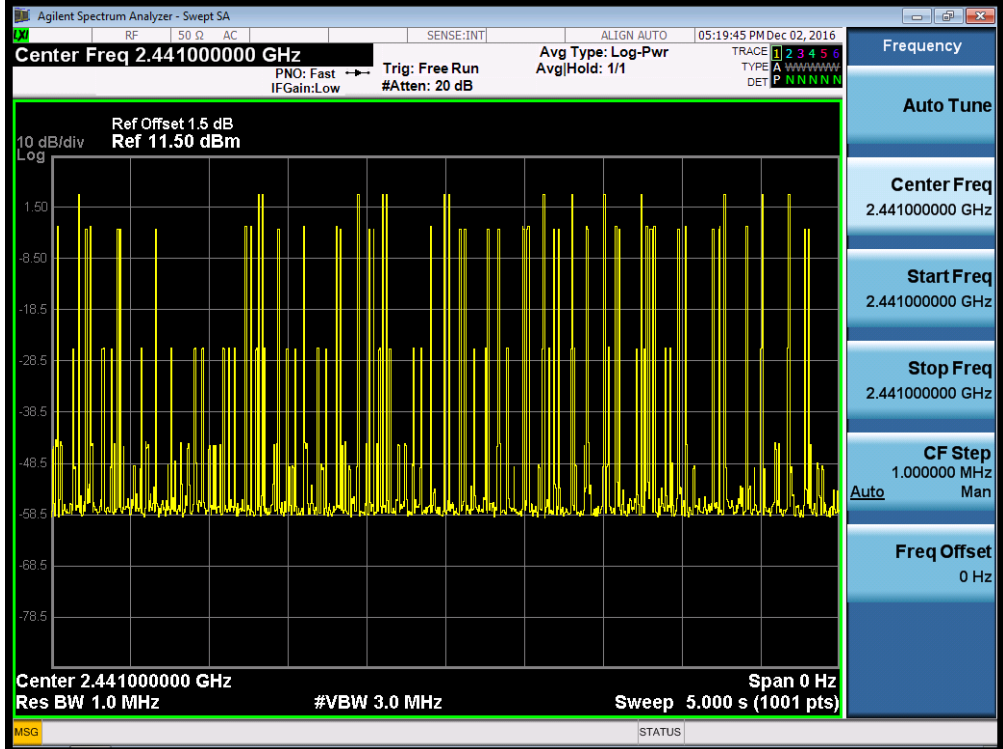 Agilent Spectrum Analyzer - Swept SA
LXI RF 50 Ω AC SENSE:INT ALIGN AUTO 05:19:45 PM Dec 02, 2016
Center Freq 2.441000000 GHz
PNO: Fast
IFGain:Low
Trig: Free Run
#Atten: 20 dB
Avg Type: Log-Pwr
Avg|Hold: 1/1
TRACE 1 2 3 4 5 6
TYPE A WWWWW
DET P N N N N N
Ref Offset 1.5 dB
10 dB/div Ref 11.50 dBm
Log
1.50
-8.50
-18.5
-28.5
-38.5
-48.5
-58.5
-68.5
-78.5
Center 2.441000000 GHz Span 0 Hz
Res BW 1.0 MHz #VBW 3.0 MHz Sweep 5.000 s (1001 pts)
MSG STATUS
Frequency
Auto Tune
Center Freq
2.441000000 GHz
Start Freq
2.441000000 GHz
Stop Freq
2.441000000 GHz
CF Step
1.000000 MHz
Auto Man
Freq Offset
0 Hz